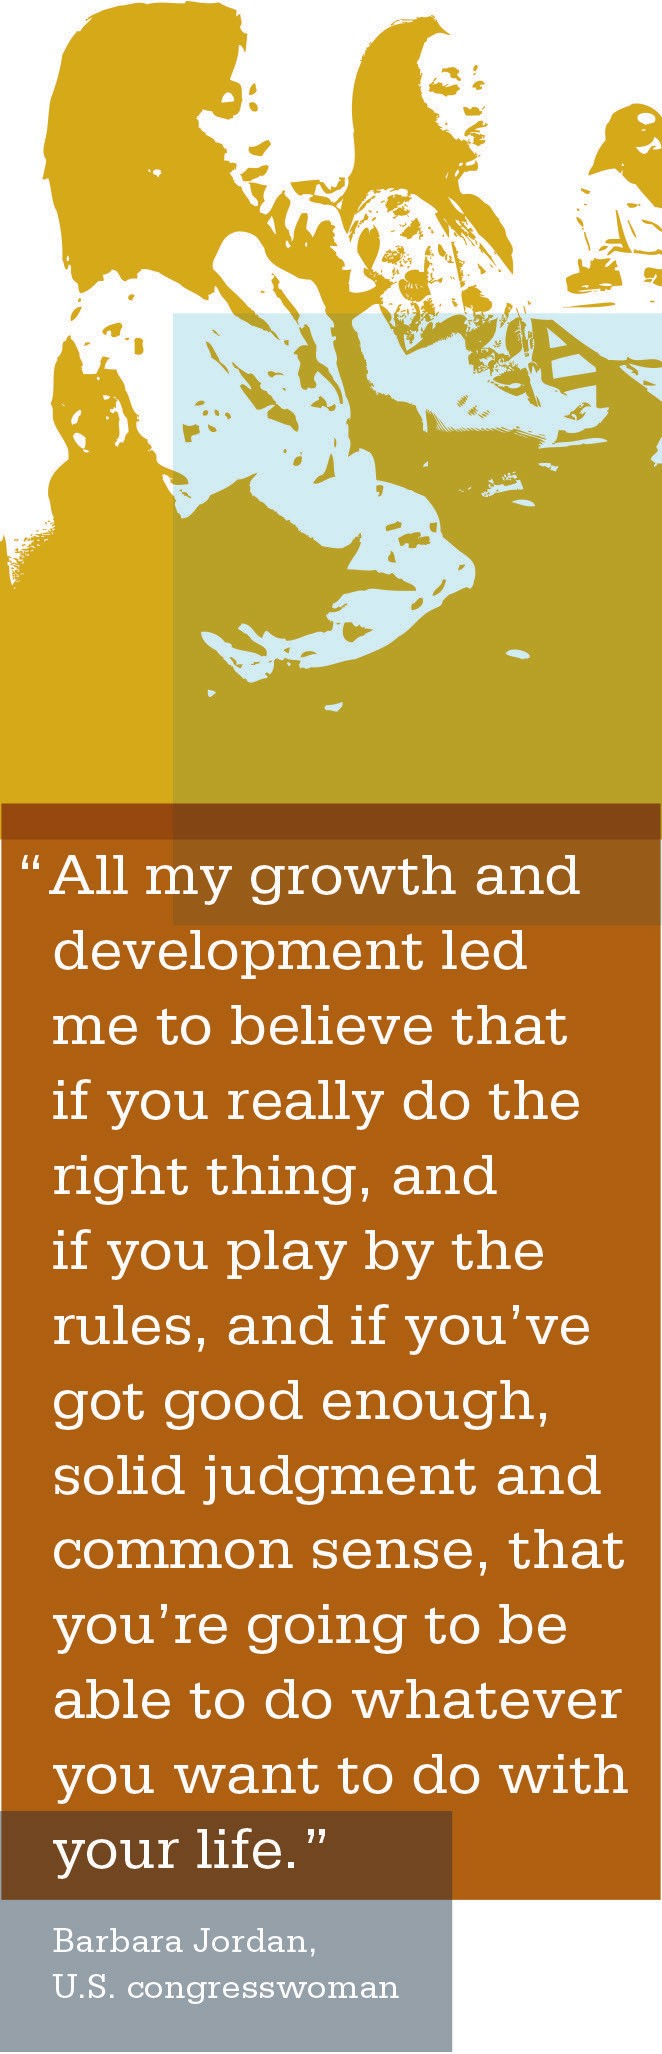 “All my growth and
development led
me to believe that
if you really do the
right thing, and
if you play by the
rules, and if you’ve
got good enough,
solid judgment and
common sense, that
you’re going to be
able to do whatever
you want to do with
your life.”
Barbara Jordan,
U.S. congresswoman